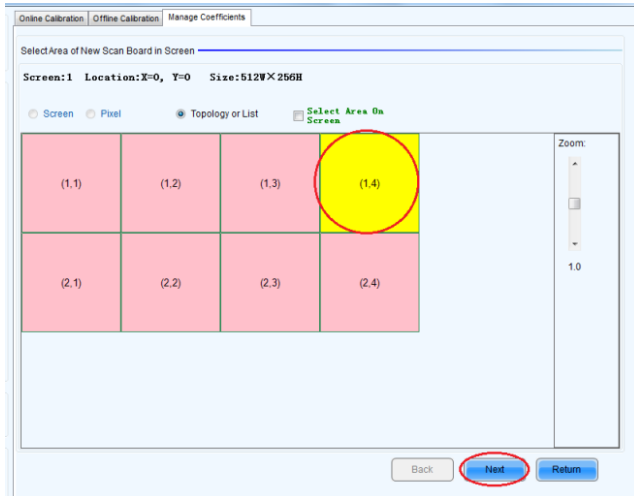 Online Calibration Offline Calibration Manage Coefficients
Select Area of New Scan Board in Screen
Screen:1 Location:X=0, Y=0 Size:512W×256H
Screen Pixel Topology or List Select Area On Screen
Zoom:
(1,1) (1,2) (1,3) (1,4)
(2,1) (2,2) (2,3) (2,4)
1.0
Back Next Return